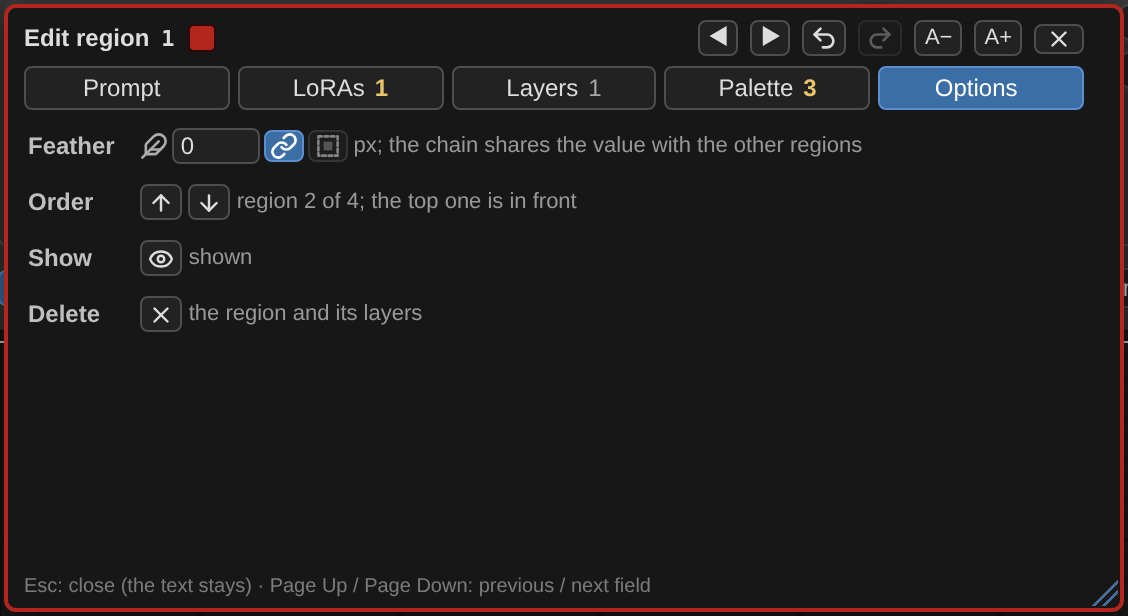 Edit region 1 A− A+
Prompt LoRAs 1 Layers 1 Palette 3 Options
Feather 0 px; the chain shares the value with the other regions
Order region 2 of 4; the top one is in front
Show shown
Delete the region and its layers
Esc: close (the text stays) · Page Up / Page Down: previous / next field